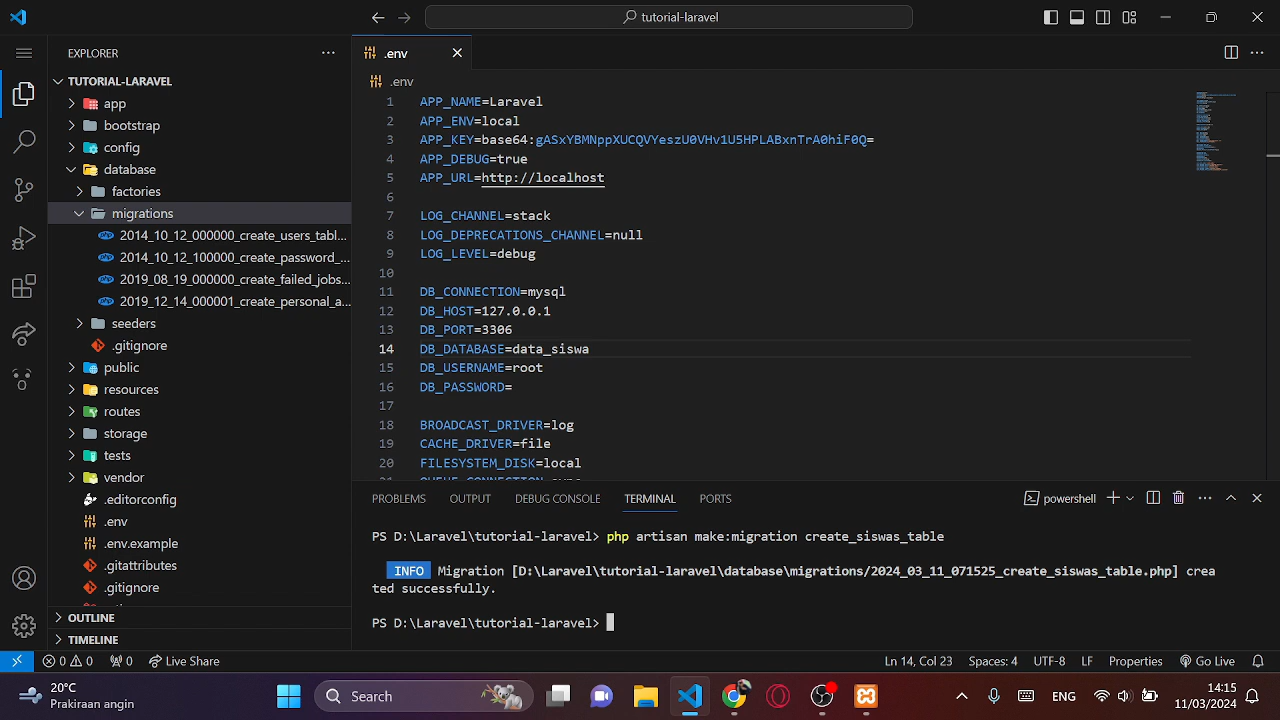 tutorial-laravel
EXPLORER
TUTORIAL-LARAVEL
app
bootstrap
config
database
factories
migrations
2014_10_12_000000_create_users_tabl...
2014_10_12_100000_create_password_...
2019_08_19_000000_create_failed_jobs...
2019_12_14_000001_create_personal_a...
seeders
.gitignore
public
resources
routes
storage
tests
vendor
.editorconfig
.env
.env.example
.gitattributes
.gitignore
OUTLINE
TIMELINE
.env
.env
1 APP_NAME=Laravel
2 APP_ENV=local
3 APP_KEY=base64:gASxYBMNppXUCQVYeszU0VHv1U5HPLABxnTrA0hiF0Q=
4 APP_DEBUG=true
5 APP_URL=http://localhost
6
7 LOG_CHANNEL=stack
8 LOG_DEPRECATIONS_CHANNEL=null
9 LOG_LEVEL=debug
10
11 DB_CONNECTION=mysql
12 DB_HOST=127.0.0.1
13 DB_PORT=3306
14 DB_DATABASE=data_siswa
15 DB_USERNAME=root
16 DB_PASSWORD=
17
18 BROADCAST_DRIVER=log
19 CACHE_DRIVER=file
20 FILESYSTEM_DISK=local
PROBLEMS OUTPUT DEBUG CONSOLE TERMINAL PORTS powershell
PS D:\Laravel\tutorial-laravel> php artisan make:migration create_siswas_table
INFO Migration [D:\Laravel\tutorial-laravel\database\migrations/2024_03_11_071525_create_siswas_table.php] crea
ted successfully.
PS D:\Laravel\tutorial-laravel>
0 0 0 Live Share Ln 14, Col 23 Spaces: 4 UTF-8 LF Properties Go Live
20°C
Prakiraan angin
Search
ENG
14:15
11/03/2024